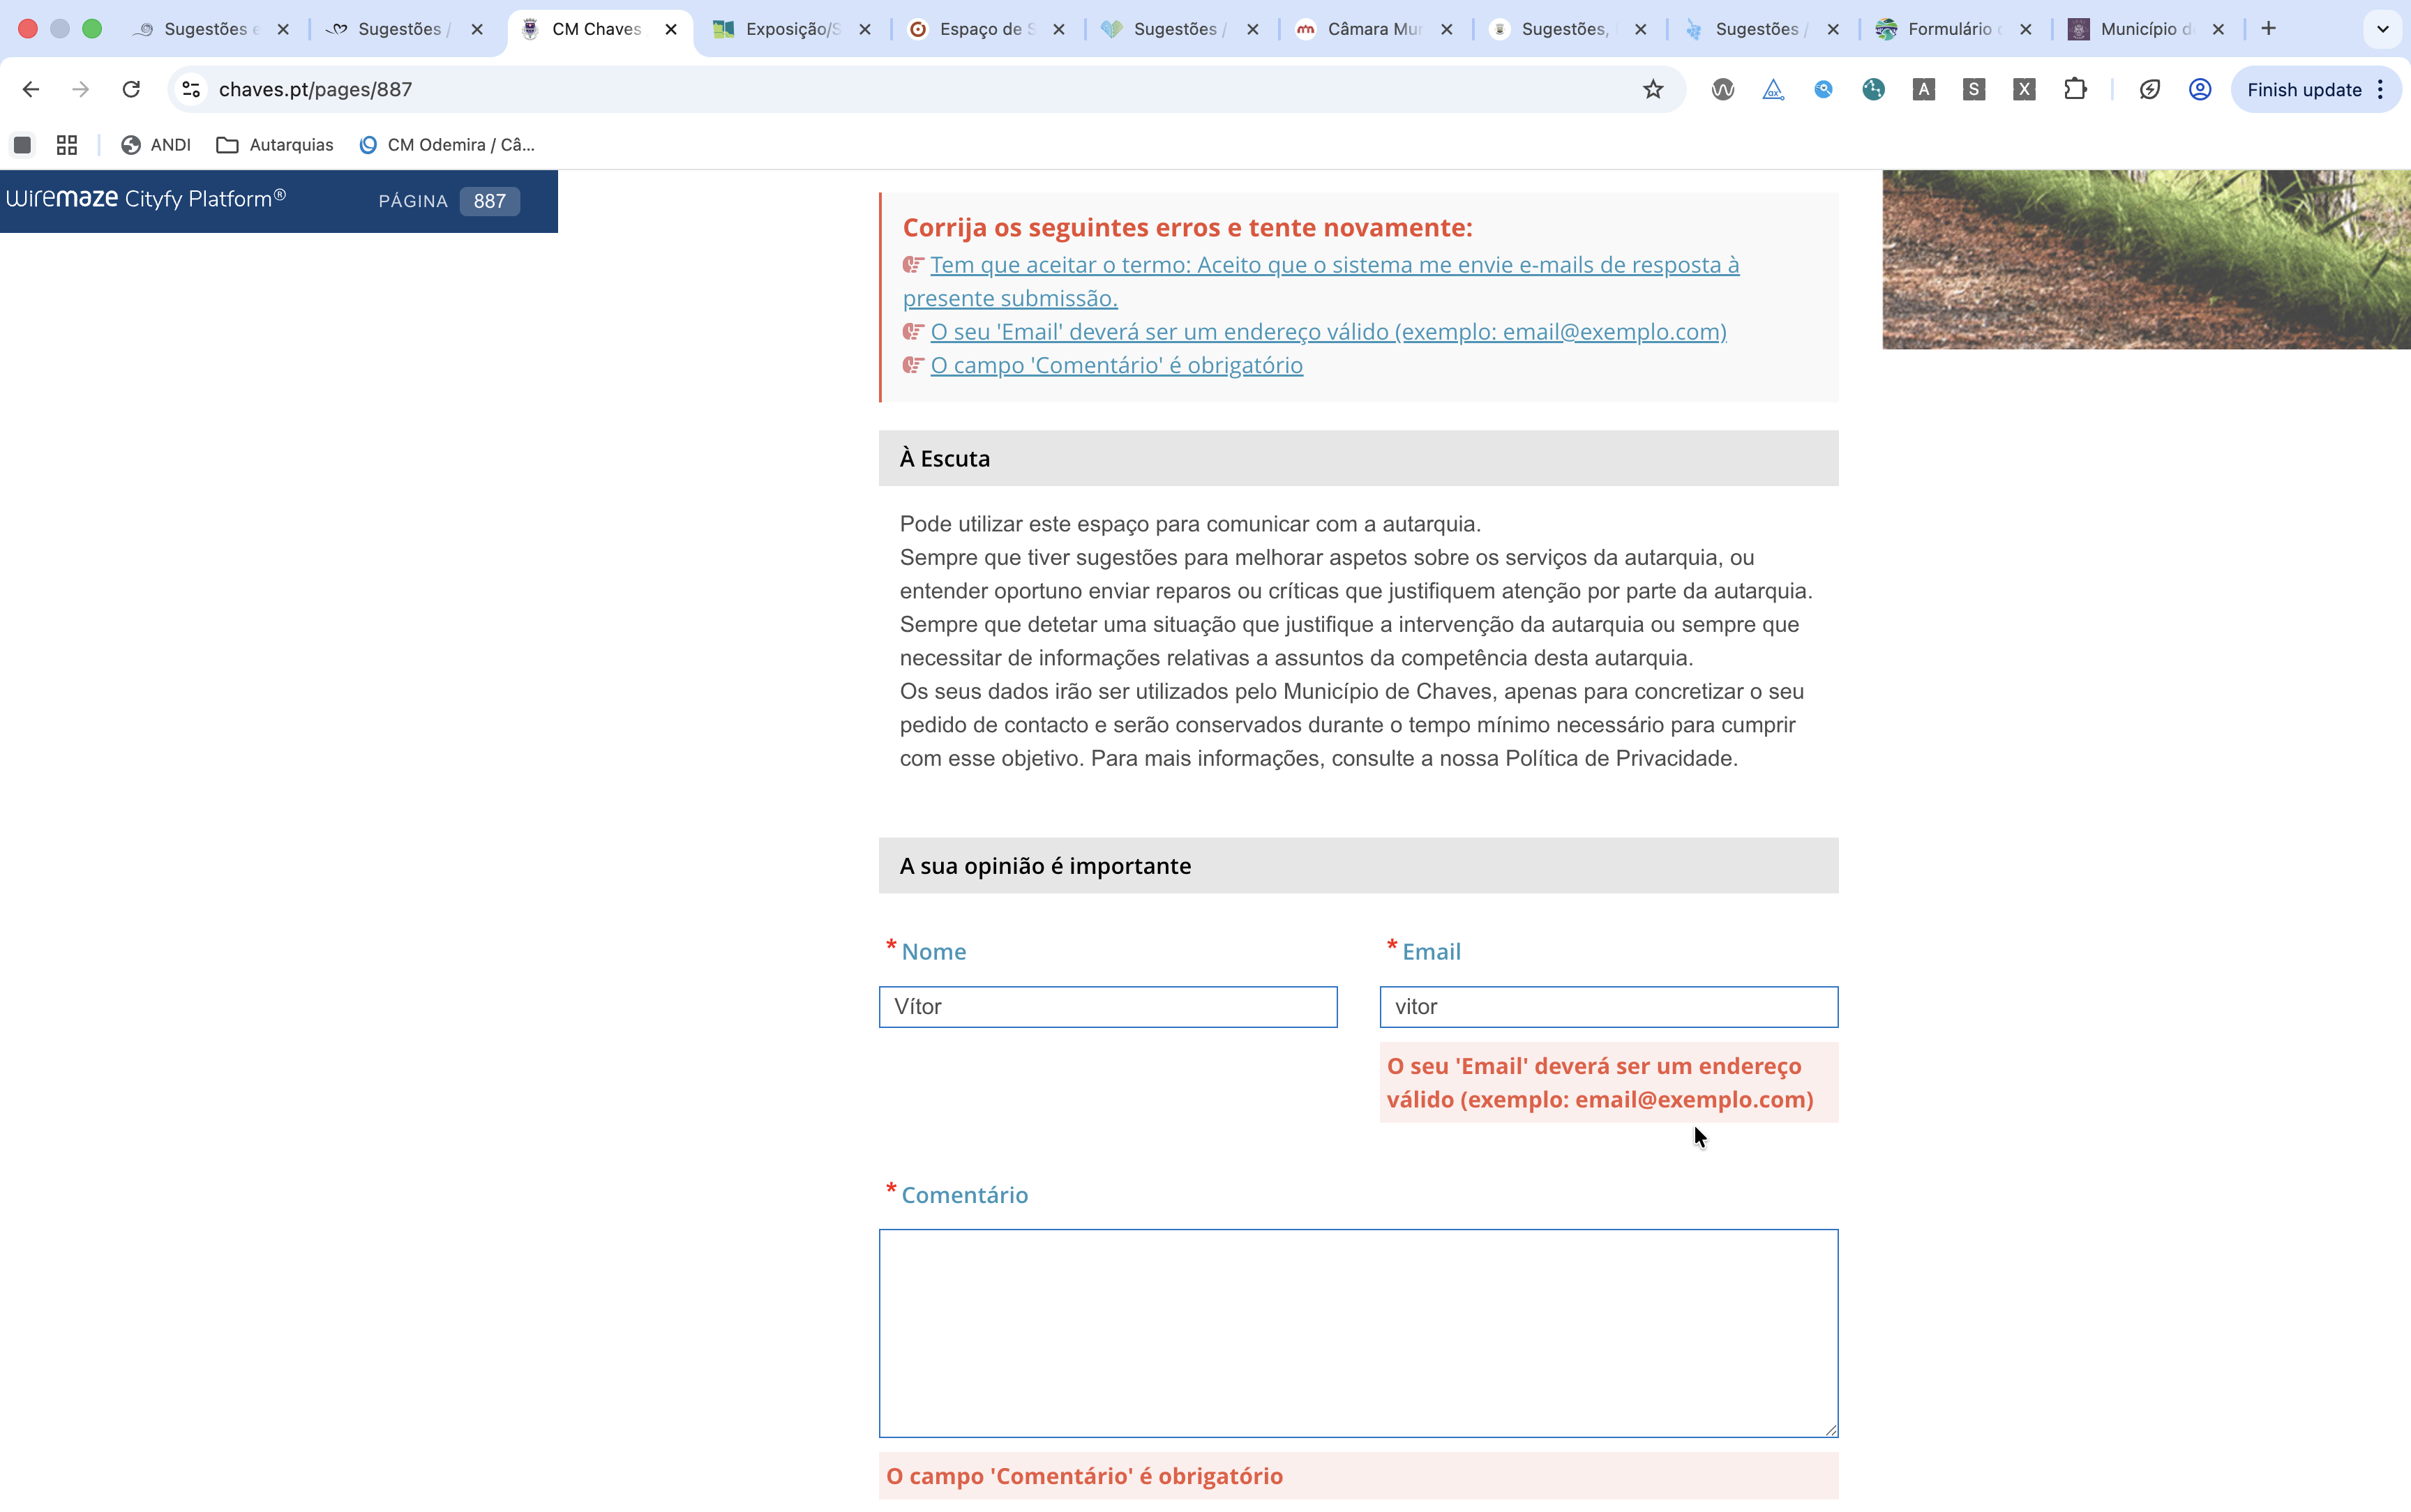 Sugestões e
Sugestões /
CM Chaves
Exposição/S
Espaço de S
Sugestões /
Câmara Mun
Sugestões,
Sugestões /
Formulário d
Município d
chaves.pt/pages/887
A
S
X
Finish update
ANDI
Autarquias
CM Odemira / Câ...
wiremaze Cityfy Platform®
PÁGINA 887
Corrija os seguintes erros e tente novamente:
Tem que aceitar o termo: Aceito que o sistema me envie e-mails de resposta à
presente submissão.
O seu 'Email' deverá ser um endereço válido (exemplo: email@exemplo.com)
O campo 'Comentário' é obrigatório
À Escuta
Pode utilizar este espaço para comunicar com a autarquia.
Sempre que tiver sugestões para melhorar aspetos sobre os serviços da autarquia, ou
entender oportuno enviar reparos ou críticas que justifiquem atenção por parte da autarquia.
Sempre que detetar uma situação que justifique a intervenção da autarquia ou sempre que
necessitar de informações relativas a assuntos da competência desta autarquia.
Os seus dados irão ser utilizados pelo Município de Chaves, apenas para concretizar o seu
pedido de contacto e serão conservados durante o tempo mínimo necessário para cumprir
com esse objetivo. Para mais informações, consulte a nossa Política de Privacidade.
A sua opinião é importante
* Nome
* Email
Vítor
vitor
O seu 'Email' deverá ser um endereço
válido (exemplo: email@exemplo.com)
* Comentário
O campo 'Comentário' é obrigatório